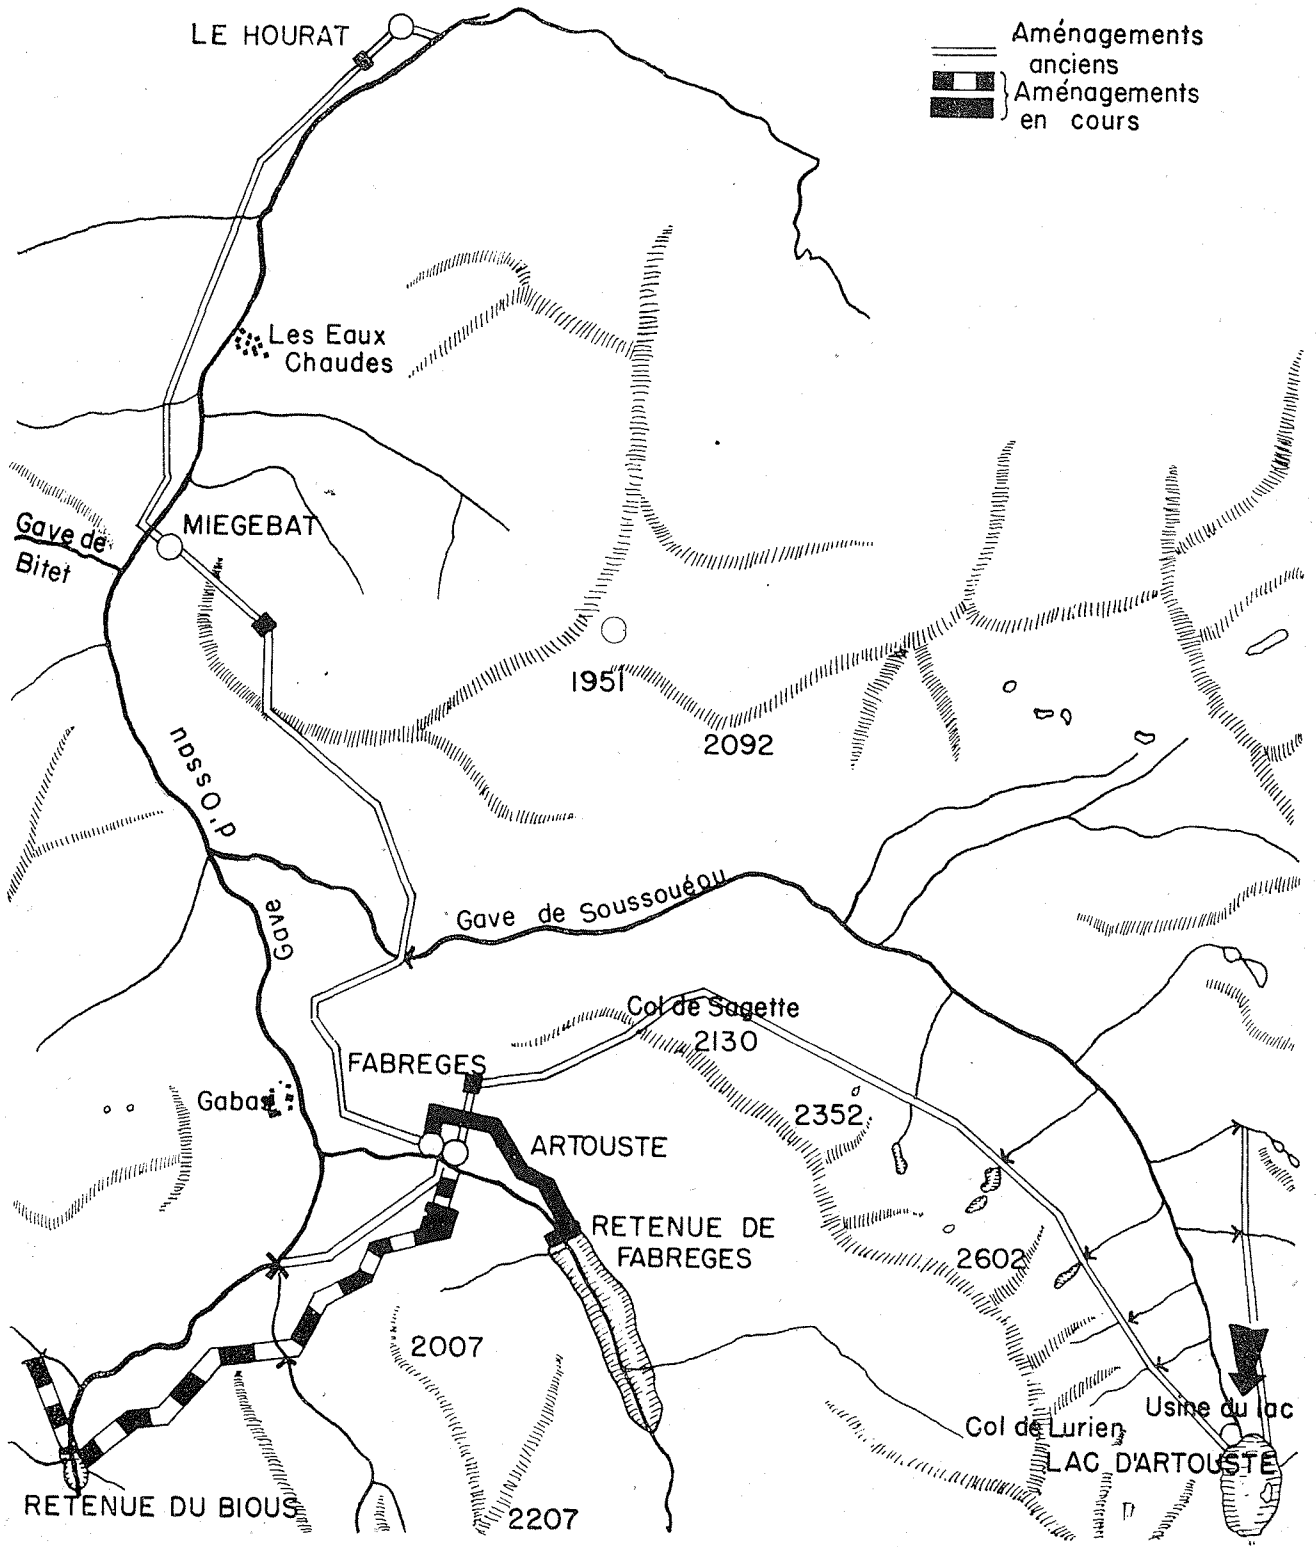 LE HOURAT
Aménagements
anciens
Aménagements
en cours
Les Eaux
Chaudes
MIEGEBAT
Gave de
Bitet
1951
2092
d'Ossau
Gave
Gave de Soussouéou
Col de Sagette
2130
FABREGES
Gabas
2352
ARTOUSTE
RETENUE DE
FABREGES
2602
2007
Usine du lac
Col de Lurien
LAC D'ARTOUSTE
RETENUE DU BIOUS
2207